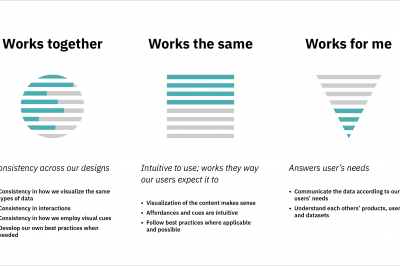 Works together
onsistency across our designs
Consistency in how we visualize the same
types of data
Consistency in interactions
Consistency in how we employ visual cues
Develop our own best practices when
needed
Works the same
Intuitive to use; works they way
our users expect it to
• Visualization of the content makes sense
• Affordances and cues are intuitive
• Follow best practices where applicable
and possible
Works for me
Answers user's needs
• Communicate the data according to our
users' needs
• Understand each others' products, user
and datasets